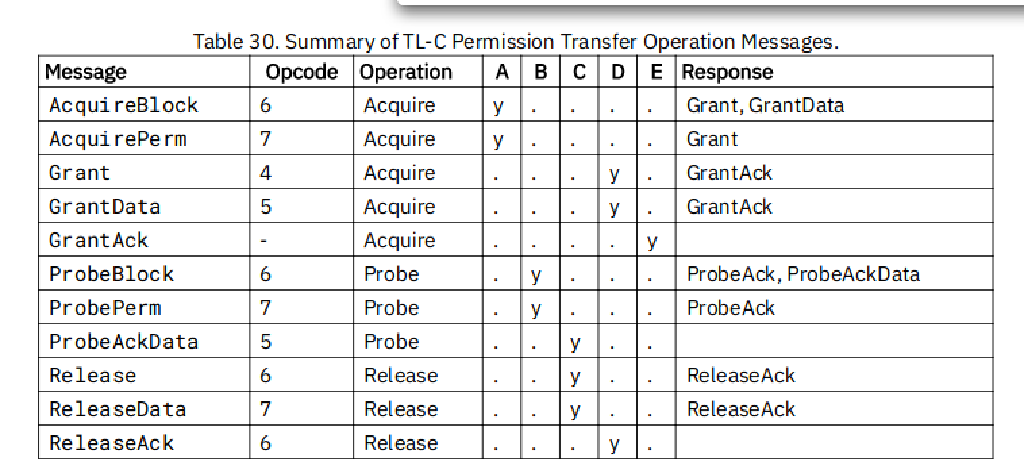 Table 30. Summary of TL-C Permission Transfer Operation Messages.
Message Opcode Operation A B C D E Response
AcquireBlock 6 Acquire y . . . . Grant, GrantData
AcquirePerm 7 Acquire y . . . . Grant
Grant 4 Acquire . . . y . GrantAck
GrantData 5 Acquire . . . y . GrantAck
GrantAck - Acquire . . . . y
ProbeBlock 6 Probe . y . . . ProbeAck, ProbeAckData
ProbePerm 7 Probe . y . . . ProbeAck
ProbeAckData 5 Probe . . y . .
Release 6 Release . . y . . ReleaseAck
ReleaseData 7 Release . . y . . ReleaseAck
ReleaseAck 6 Release . . . y .